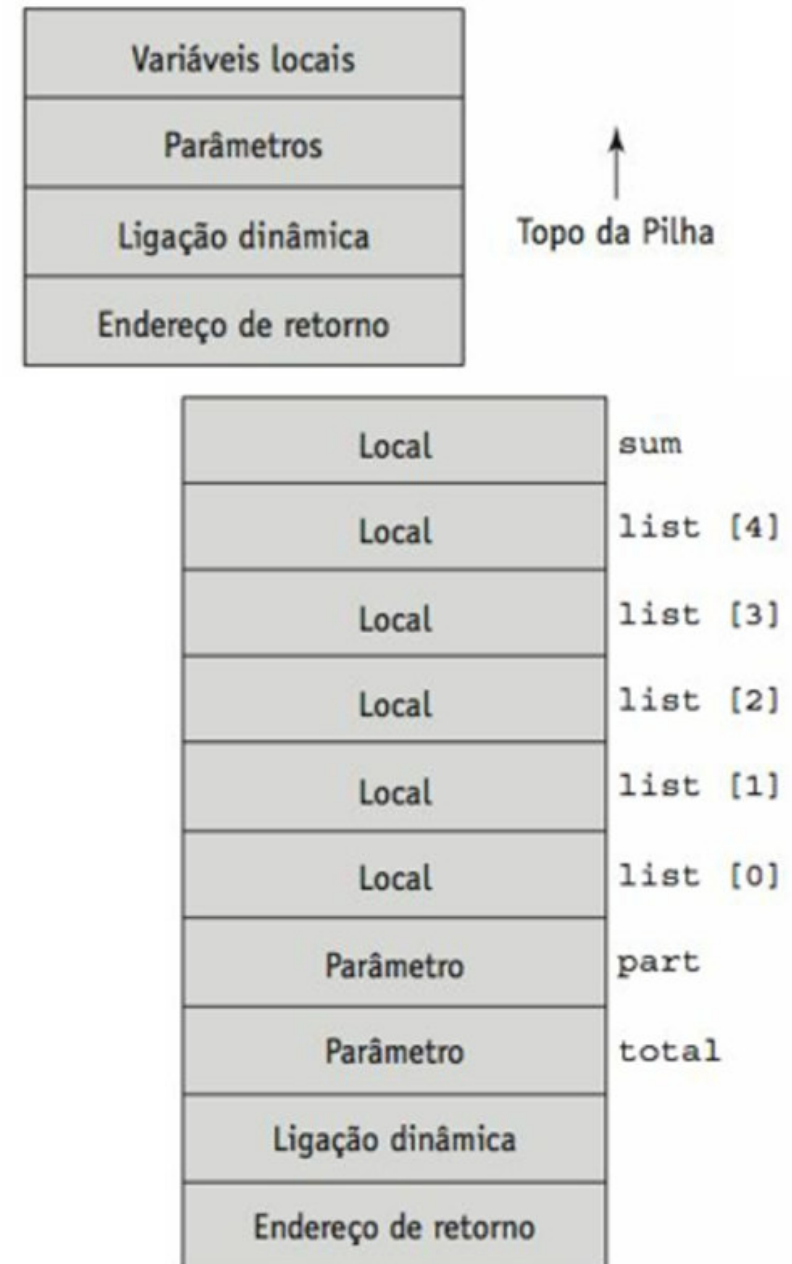 Variáveis locais
Parâmetros
Ligação dinâmica
Topo da Pilha
Endereço de retorno
Local sum
Local list [4]
Local list [3]
Local list [2]
Local list [1]
Local list [0]
Parâmetro part
Parâmetro total
Ligação dinâmica
Endereço de retorno